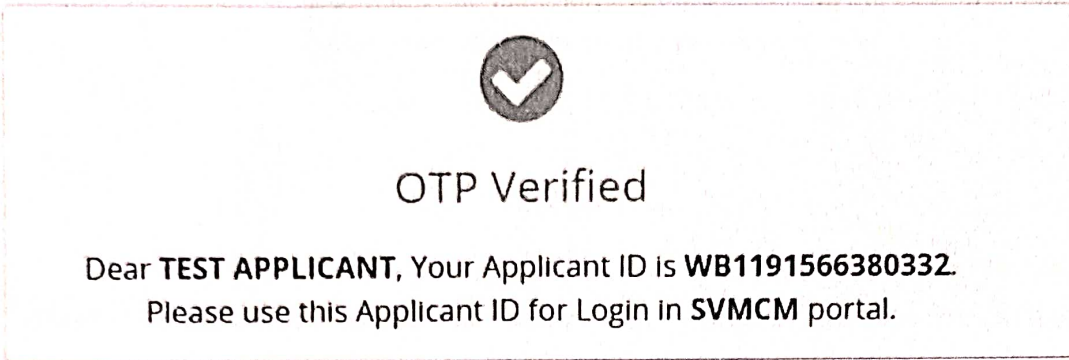 OTP Verified
Dear TEST APPLICANT, Your Applicant ID is WB1191566380332.
Please use this Applicant ID for Login in SVMCM portal.